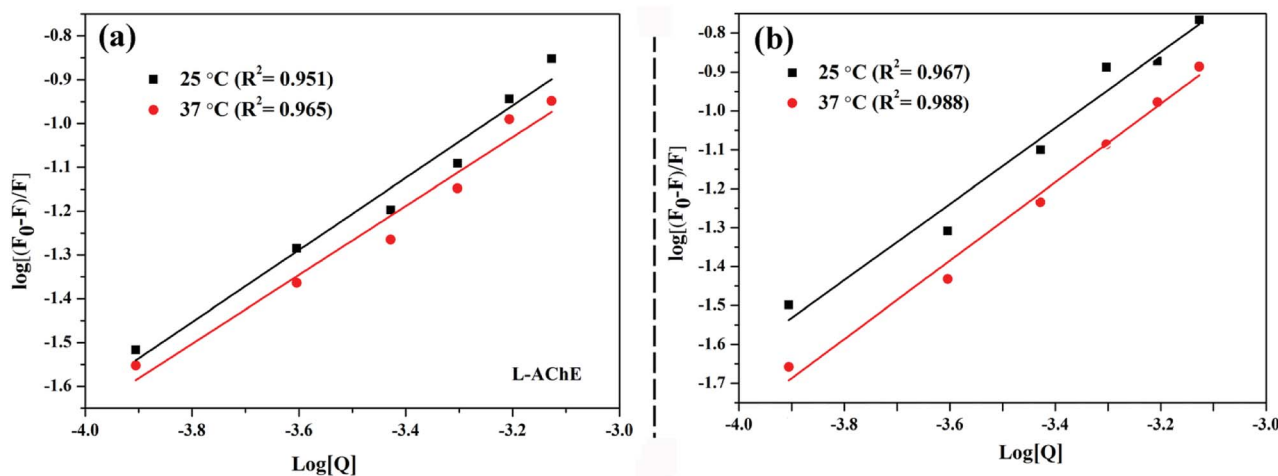 (a)
25 °C (R²= 0.951)
37 °C (R²= 0.965)
L-AChE
log[(F₀-F)/F]
-0.8
-0.9
-1.0
-1.1
-1.2
-1.3
-1.4
-1.5
-1.6
-4.0
-3.8
-3.6
-3.4
-3.2
-3.0
Log[Q]
(b)
25 °C (R²= 0.967)
37 °C (R²= 0.988)
log[(F₀-F)/F]
-0.8
-0.9
-1.0
-1.1
-1.2
-1.3
-1.4
-1.5
-1.6
-1.7
-4.0
-3.8
-3.6
-3.4
-3.2
-3.0
Log[Q]